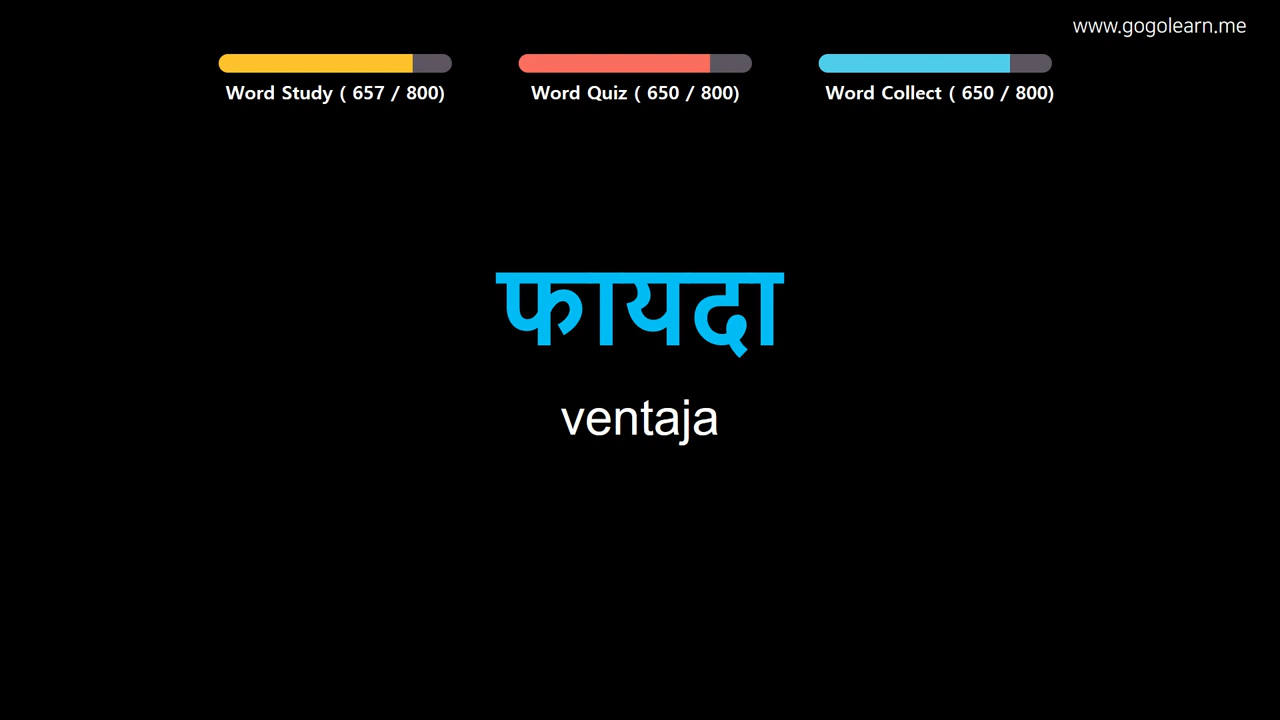 www.gogolearn.me
Word Study ( 657 / 800)
Word Quiz ( 650 / 800)
Word Collect ( 650 / 800)
फायदा
ventaja